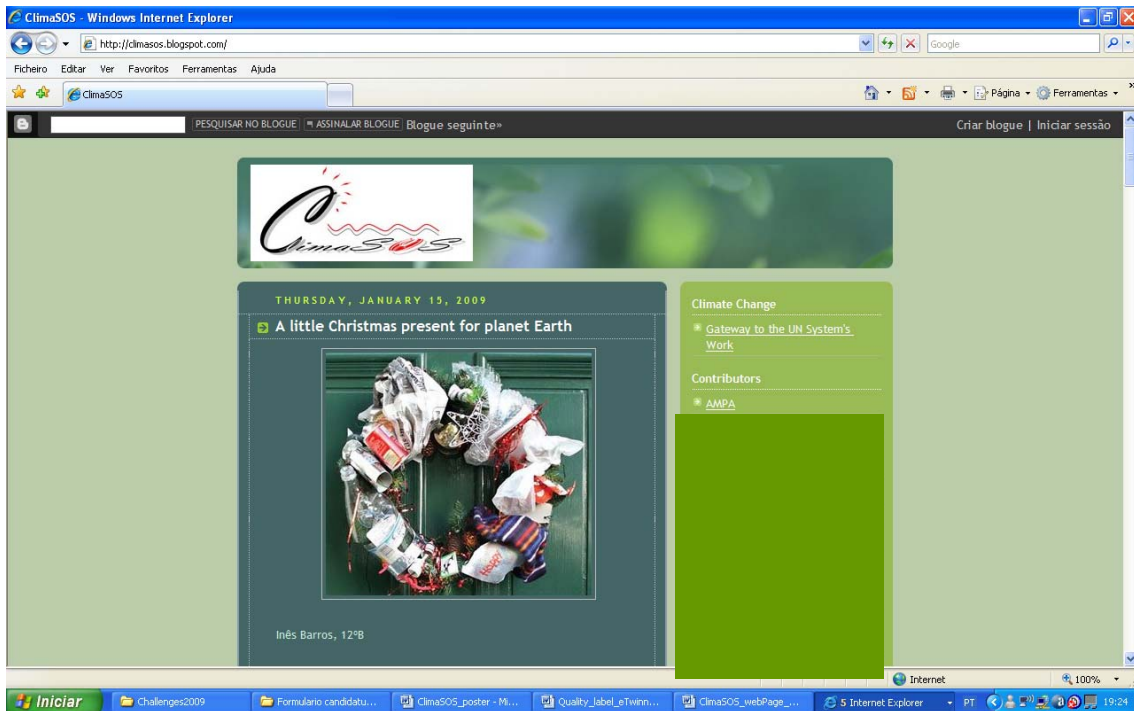 ClimaSOS - Windows Internet Explorer
http://climasos.blogspot.com/
Google
Ficheiro Editar Ver Favoritos Ferramentas Ajuda
ClimaSOS
Página Ferramentas
PESQUISAR NO BLOGUE ASSINALAR BLOGUE Blogue seguinte»
Criar blogue | Iniciar sessão
ClimaSOS
THURSDAY, JANUARY 15, 2009
A little Christmas present for planet Earth
Inês Barros, 12ºB
Climate Change
Gateway to the UN System's
Work
Contributors
AMPA
Internet
100%
Iniciar
Challenges2009
Formulario candidatu...
ClimaSOS_poster - Mi...
Quality_label_eTwinn...
ClimaSOS_webPage_...
5 Internet Explorer
PT
19:24